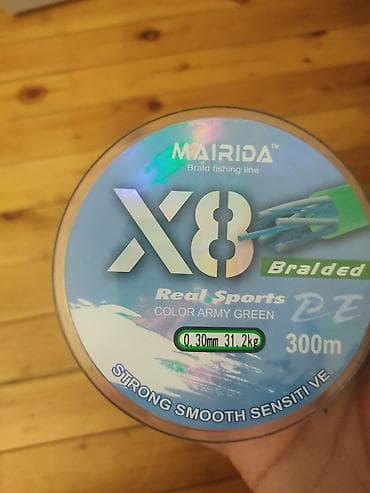 MAIRIDA™
Braid fishing line
X8
Braided
Real Sports
PE
COLOR ARMY GREEN
0.30mm 31.2kg
300m
STRONG SMOOTH SENSITIVE